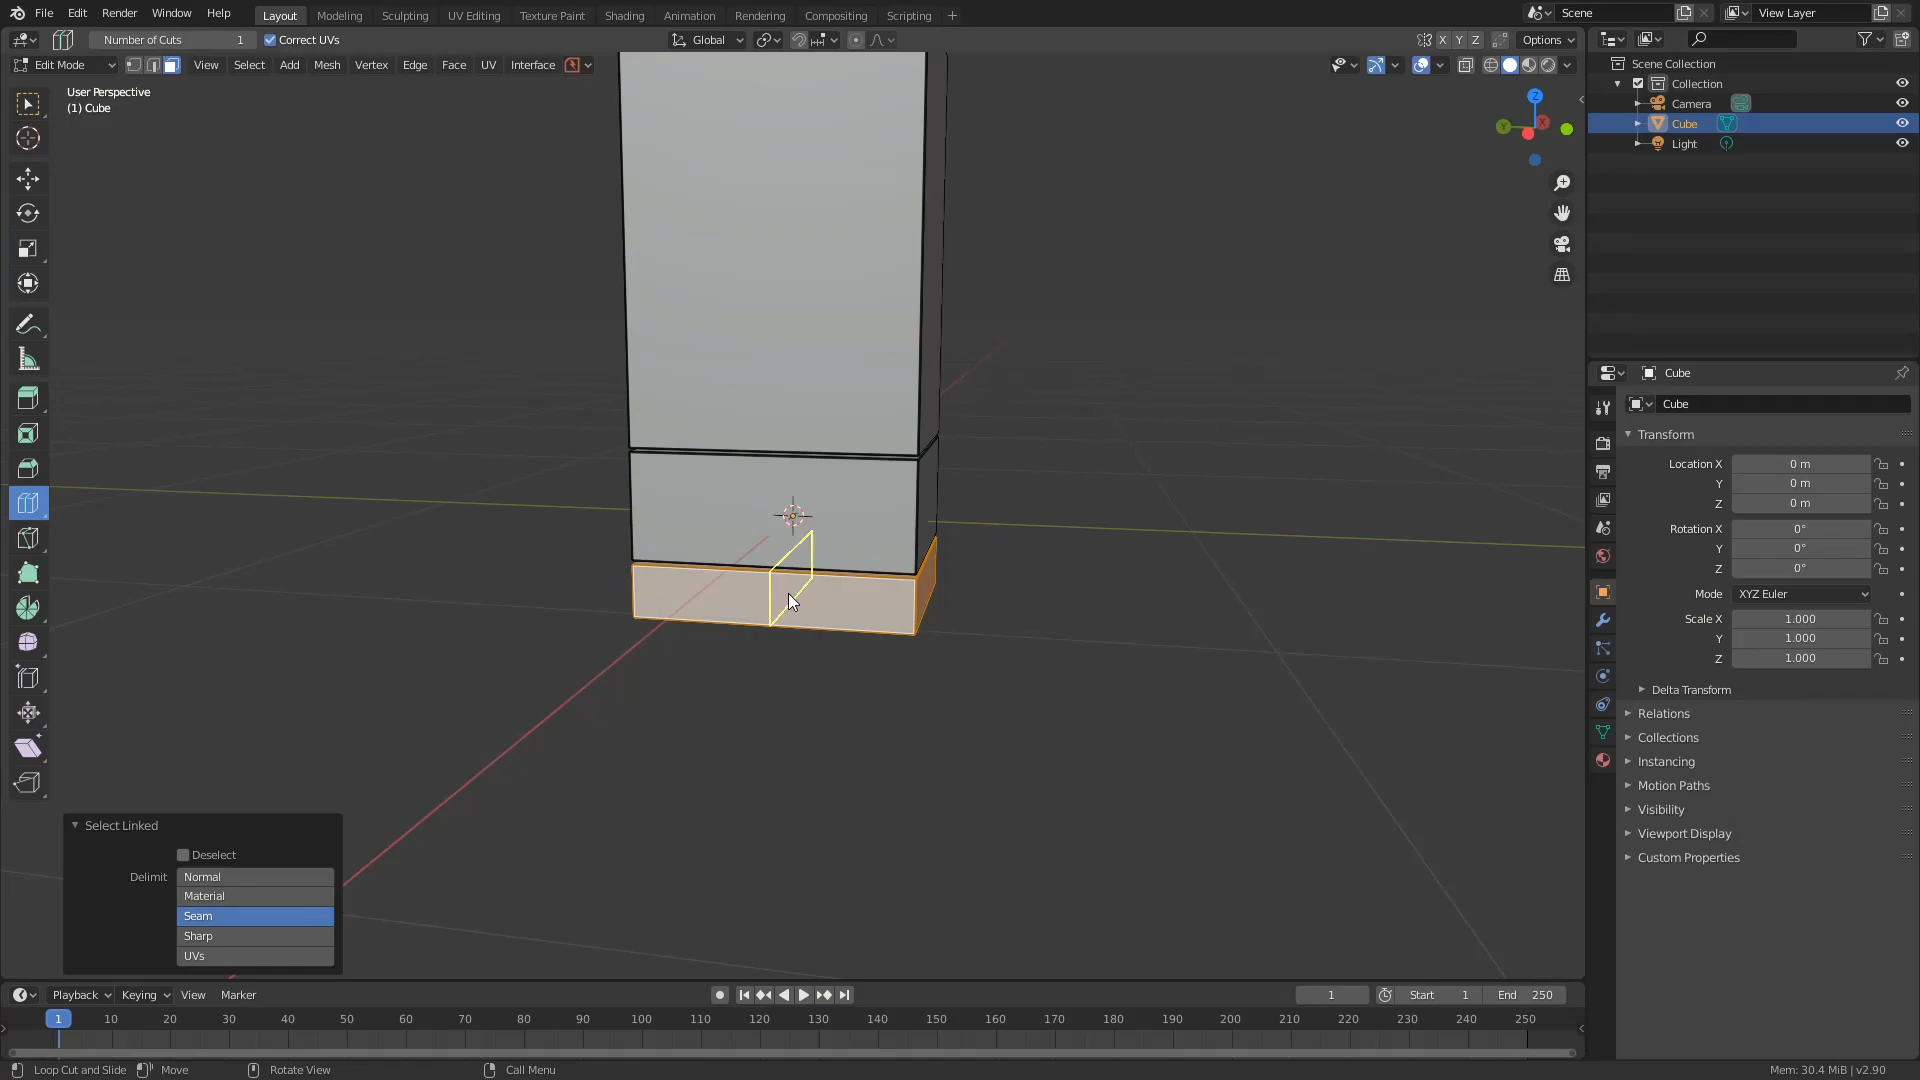 File Edit Render Window Help Layout Modeling Sculpting UV Editing Texture Paint Shading Animation Rendering Compositing Scripting + Scene View Layer
Number of Cuts 1 Correct UVs Global X Y Z Options
Edit Mode View Select Add Mesh Vertex Edge Face UV Interface
User Perspective
(1) Cube
Z
Y
X
Scene Collection
Collection
Camera
Cube
Light
Cube
Cube
Transform
Location X 0 m
Y 0 m
Z 0 m
Rotation X 0°
Y 0°
Z 0°
Mode XYZ Euler
Scale X 1.000
Y 1.000
Z 1.000
Delta Transform
Relations
Collections
Instancing
Motion Paths
Visibility
Viewport Display
Custom Properties
Select Linked
Deselect
Delimit Normal
Material
Seam
Sharp
UVs
Playback Keying View Marker 1 Start 1 End 250
1 10 20 30 40 50 60 70 80 90 100 110 120 130 140 150 160 170 180 190 200 210 220 230 240 250
Loop Cut and Slide Move Rotate View Call Menu Mem: 30.4 MiB | v2.90